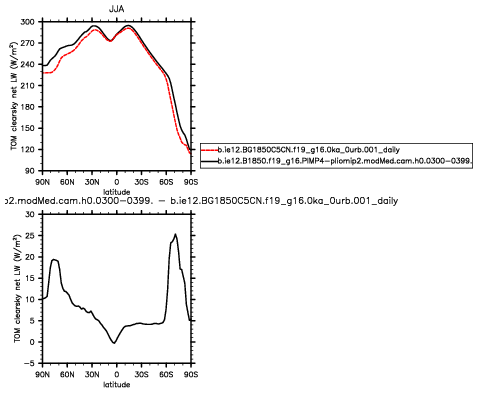 JJA
TOM clearsky net LW (W/m²)
300
270
240
210
180
150
120
90
90N 60N 30N 0 30S 60S 90S
latitude
b.ie12.BG1850C5CN.f19_g16.0ka_0urb.001_daily
b.ie12.B1850.f19_g16.PlMIP4-pliomip2.modMed.cam.h0.0300-0399.
2.modMed.cam.h0.0300-0399. - b.ie12.BG1850C5CN.f19_g16.0ka_0urb.001_daily
TOM clearsky net LW (W/m²)
30
25
20
15
10
5
0
-5
90N 60N 30N 0 30S 60S 90S
latitude